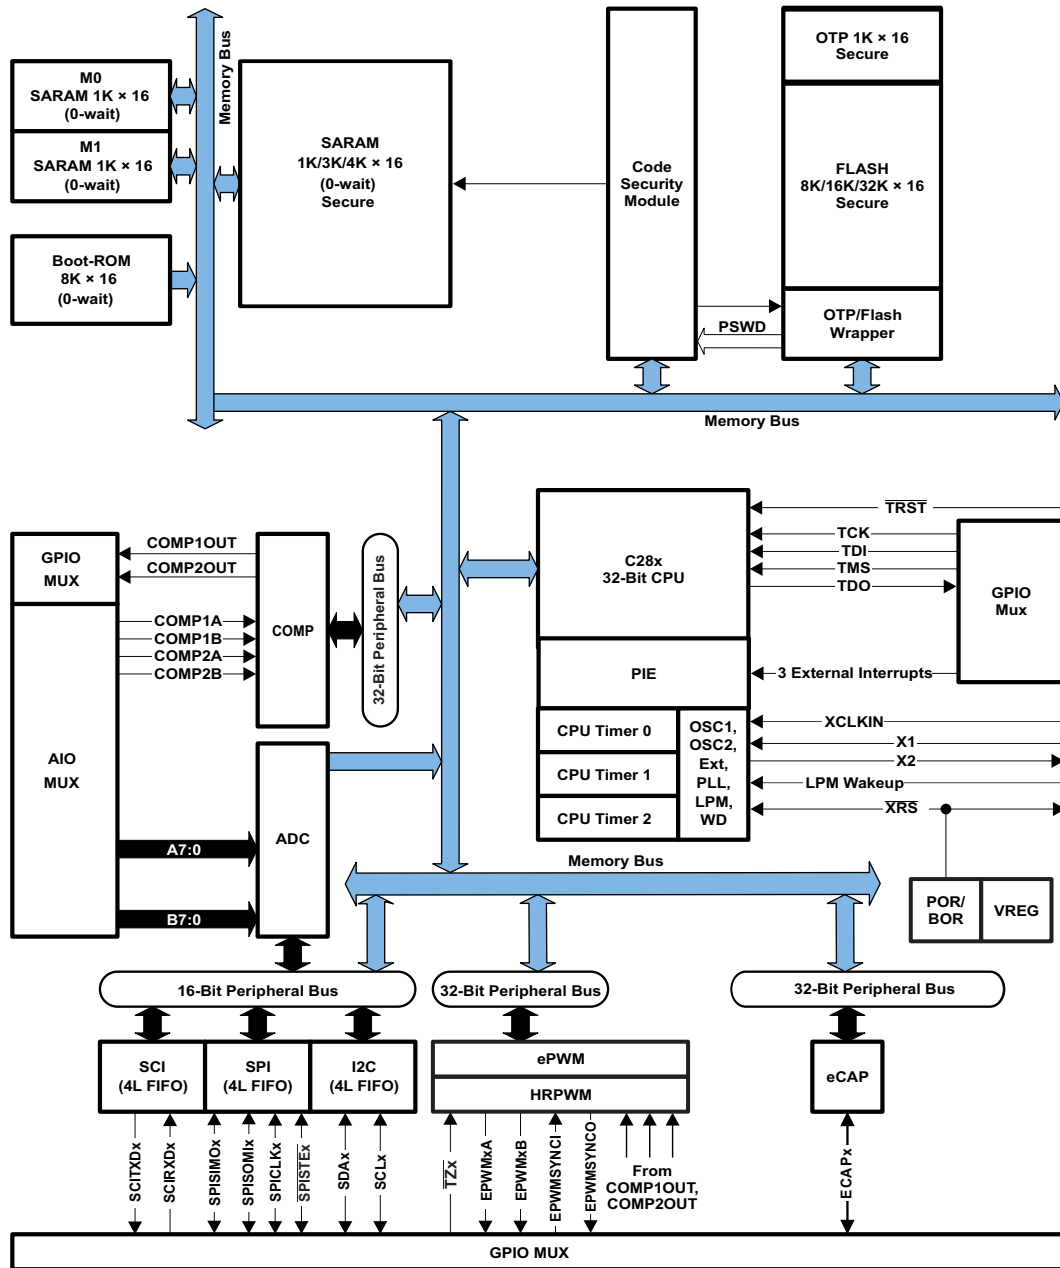 Memory Bus
M0
SARAM 1K × 16
(0-wait)
M1
SARAM 1K × 16
(0-wait)
Boot-ROM
8K × 16
(0-wait)
SARAM
1K/3K/4K × 16
(0-wait)
Secure
Code
Security
Module
OTP 1K × 16
Secure
FLASH
8K/16K/32K × 16
Secure
OTP/Flash
Wrapper
PSWD
Memory Bus
GPIO
MUX
COMP1OUT
COMP2OUT
COMP1A
COMP1B
COMP2A
COMP2B
COMP
32-Bit Peripheral Bus
AIO
MUX
A7:0
B7:0
ADC
C28x
32-Bit CPU
PIE
CPU Timer 0
CPU Timer 1
CPU Timer 2
OSC1,
OSC2,
Ext,
PLL,
LPM,
WD
TRST
TCK
TDI
TMS
TDO
GPIO
Mux
3 External Interrupts
XCLKIN
X1
X2
LPM Wakeup
XRS
POR/
BOR
VREG
Memory Bus
16-Bit Peripheral Bus
32-Bit Peripheral Bus
32-Bit Peripheral Bus
SCI
(4L FIFO)
SPI
(4L FIFO)
I2C
(4L FIFO)
ePWM
HRPWM
eCAP
SCITXDx
SCIRXDx
SPISIMOx
SPISOMIx
SPICLKx
SPISTEx
SDAx
SCLx
TZx
EPWMxA
EPWMxB
EPWMSYNCI
EPWMSYNCO
From
COMP1OUT,
COMP2OUT
ECAPx
GPIO MUX